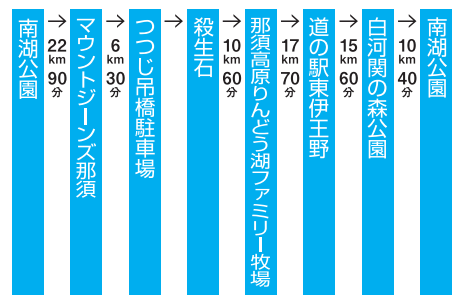 南湖公園
→
22
km
90
分
マウントジーンズ那須
→
6
km
30
分
つつじ吊橋駐車場
→
殺生石
→
10
km
60
分
那須高原りんどう湖ファミリー牧場
→
17
km
70
分
道の駅東伊王野
→
15
km
60
分
白河関の森公園
→
10
km
40
分
南湖公園